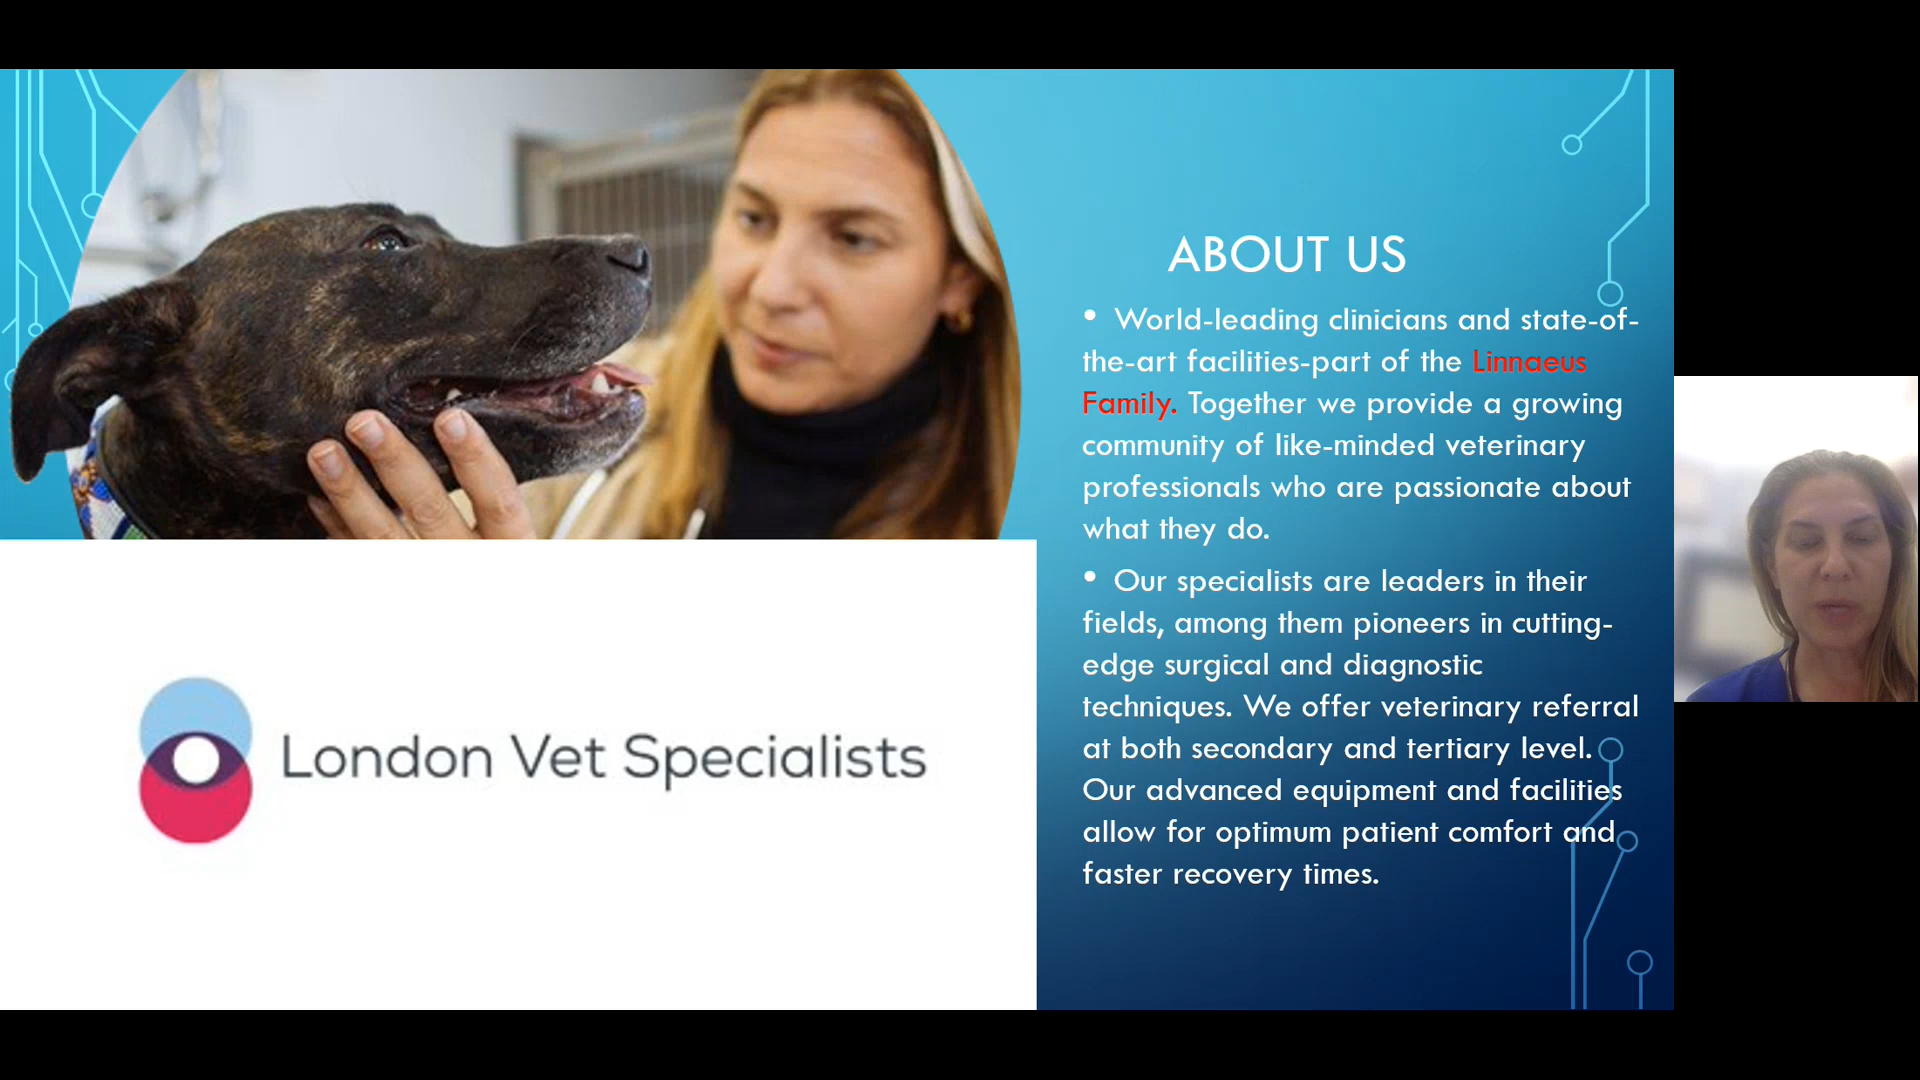 ABOUT US
• World-leading clinicians and state-of-
the-art facilities-part of the Linnaeus
Family. Together we provide a growing
community of like-minded veterinary
professionals who are passionate about
what they do.
• Our specialists are leaders in their
fields, among them pioneers in cutting-
edge surgical and diagnostic
techniques. We offer veterinary referral
at both secondary and tertiary level.
Our advanced equipment and facilities
allow for optimum patient comfort and
faster recovery times.
London Vet Specialists